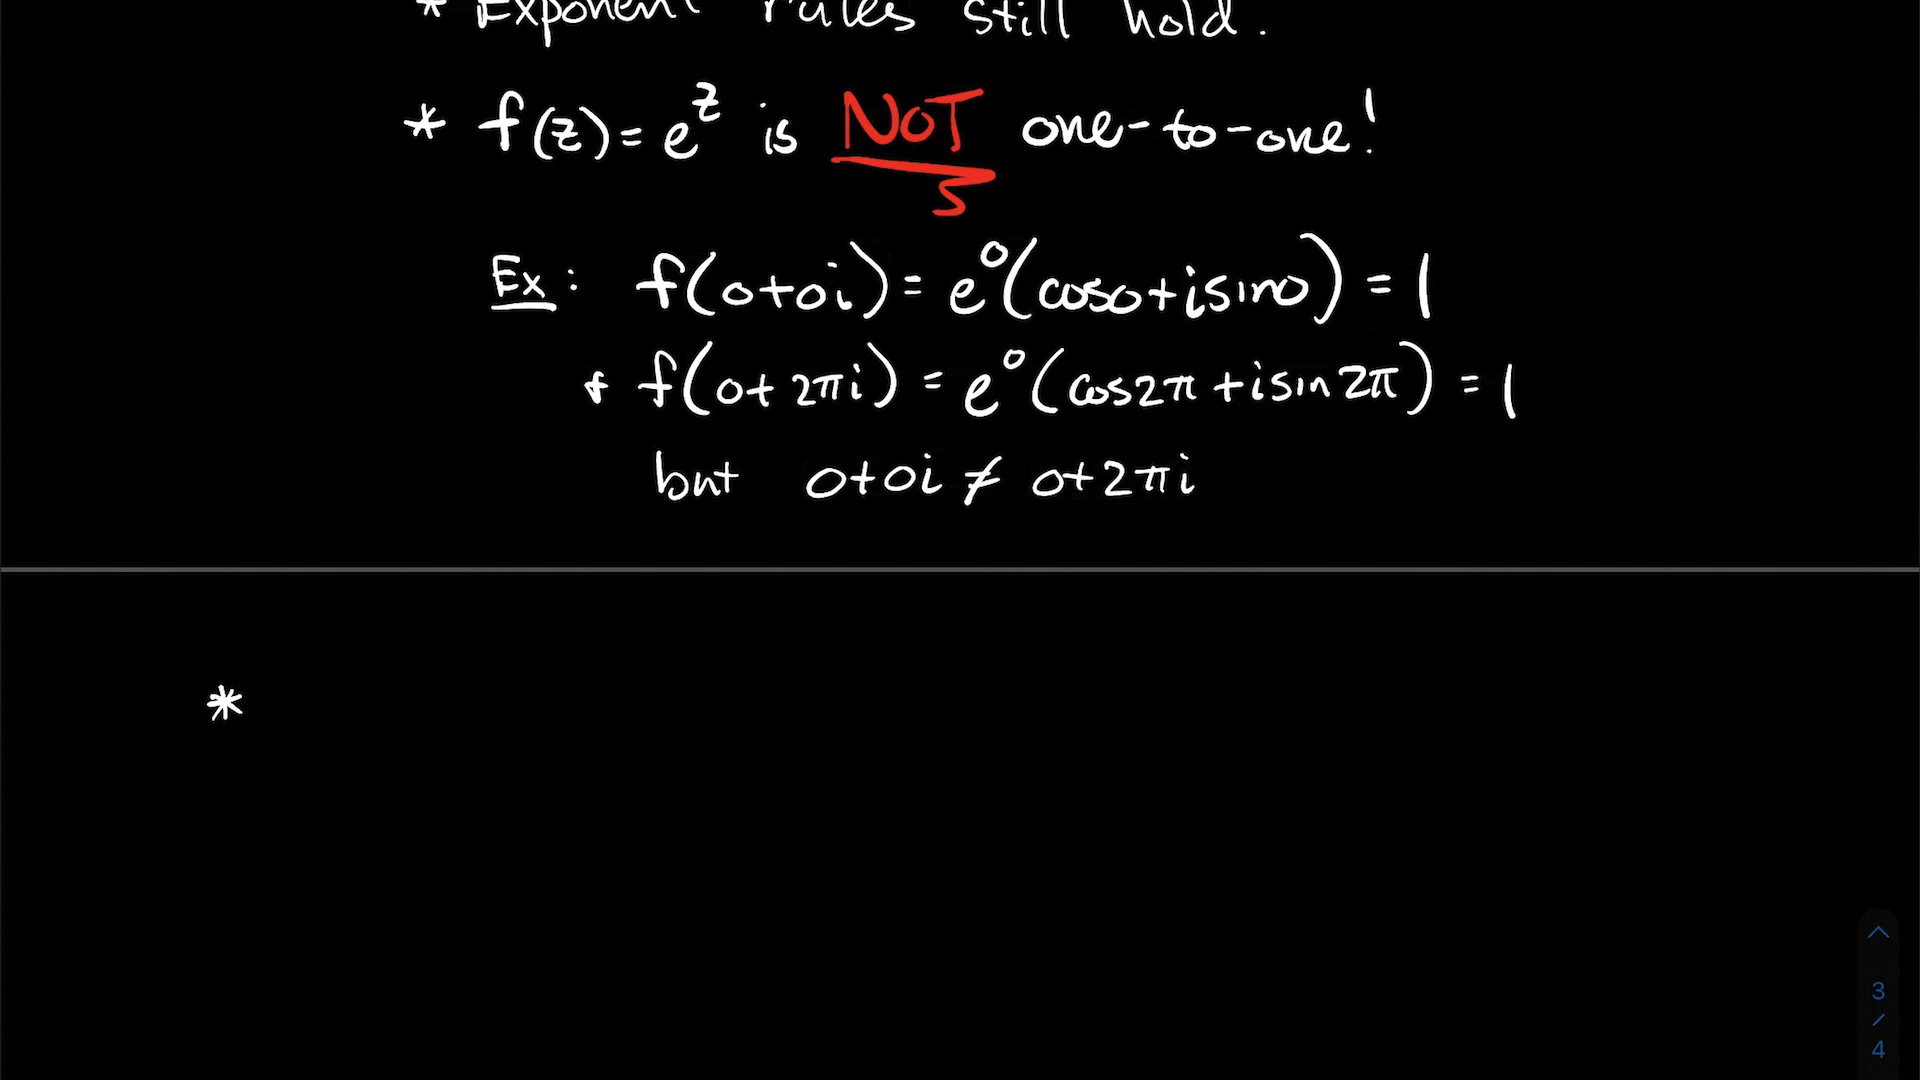 * Exponent rules still hold.
* f(z)= e^z is NOT one-to-one!
Ex: f(0+0i)= e^0(cos0+isin0) = 1
& f(0+2πi) = e^0(cos2π+isin2π) = 1
but 0+0i ≠ 0+2πi
*
3
/
4